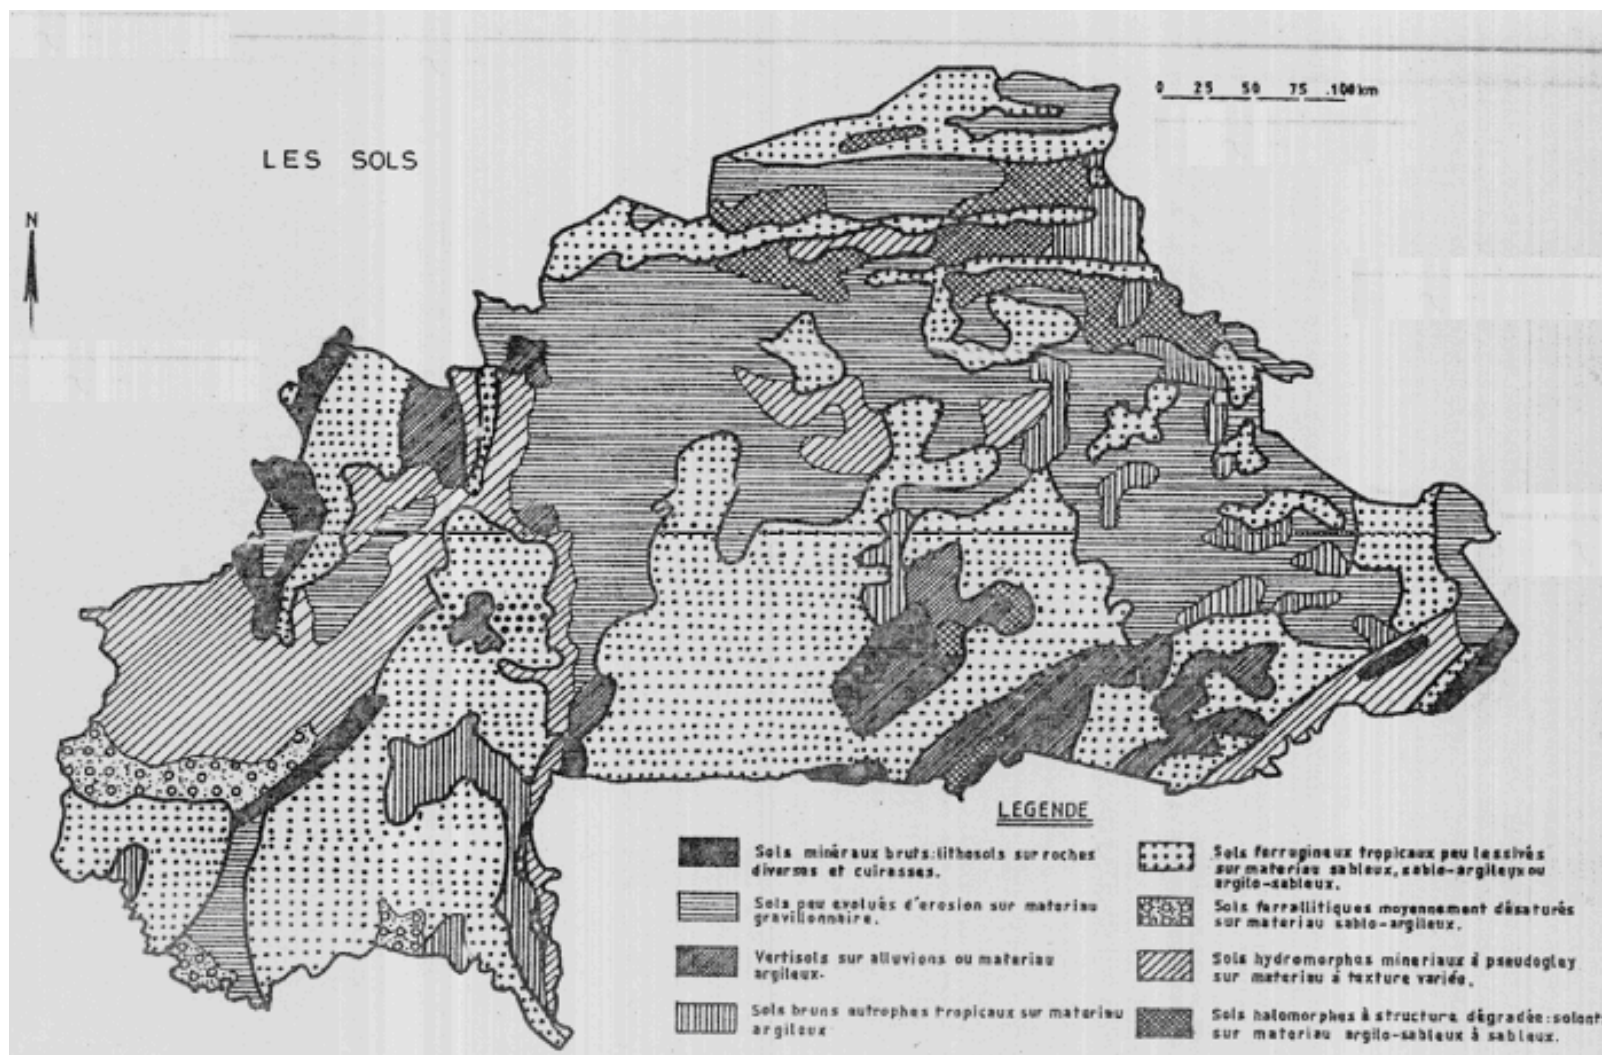 0 25 50 75 .100 km
LES SOLS
N
LEGENDE
Sols minéraux bruts:lithosols sur roches
diverses et cuirasses.
Sols peu evolués d'erosion sur materiau
gravillonnaire.
Vertisols sur alluvions ou materiau
argileux.
Sols bruns eutrophes tropicaux sur materiau
argileux
Sols ferrugineux tropicaux peu lessivés
sur materiau sableux, sablo-argileux ou
argilo-sableux.
Sols ferrallitiques moyennement désaturés
sur materiau sablo-argileux.
Sols hydromorphes mineriaux à pseudogley
sur materiau à texture variée.
Sols halomorphes à structure dégradée:solont
sur materiau argilo-sableux à sableux.